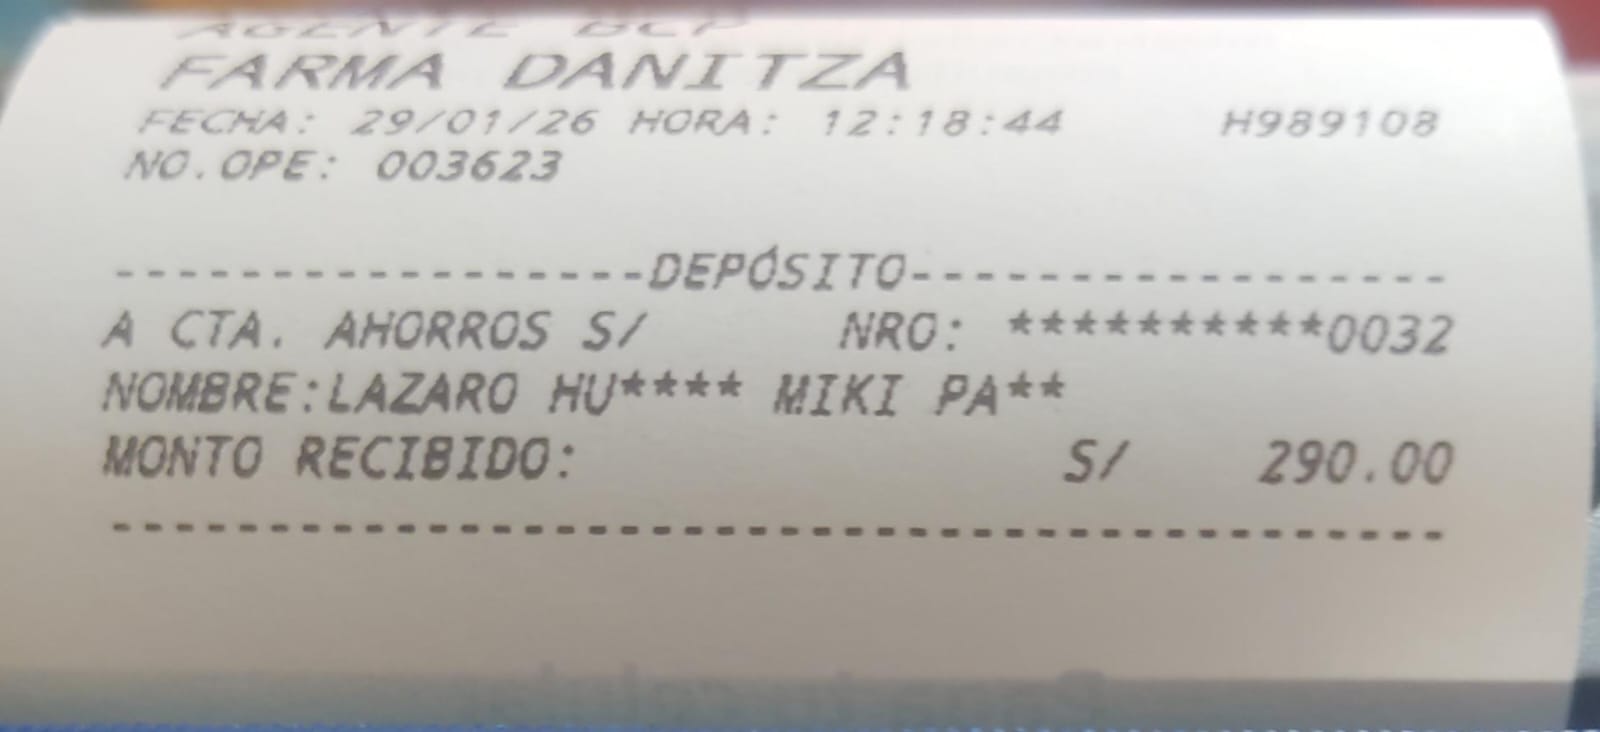 AGENTE BCP
FARMA DANITZA
FECHA: 29/01/26 HORA: 12:18:44 H989108
NO.OPE: 003623
-----------------DEPÓSITO-----------------
A CTA. AHORROS S/ NRO: **********0032
NOMBRE:LAZARO HU**** MIKI PA**
MONTO RECIBIDO: S/ 290.00
------------------------------------------